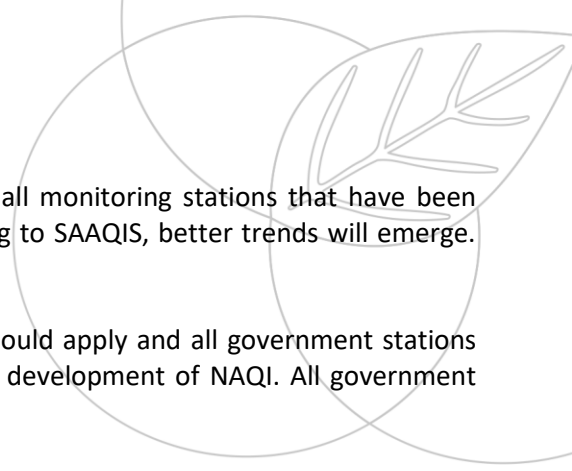 all monitoring stations that have been
g to SAAQIS, better trends will emerge.
ould apply and all government stations
development of NAQI. All government